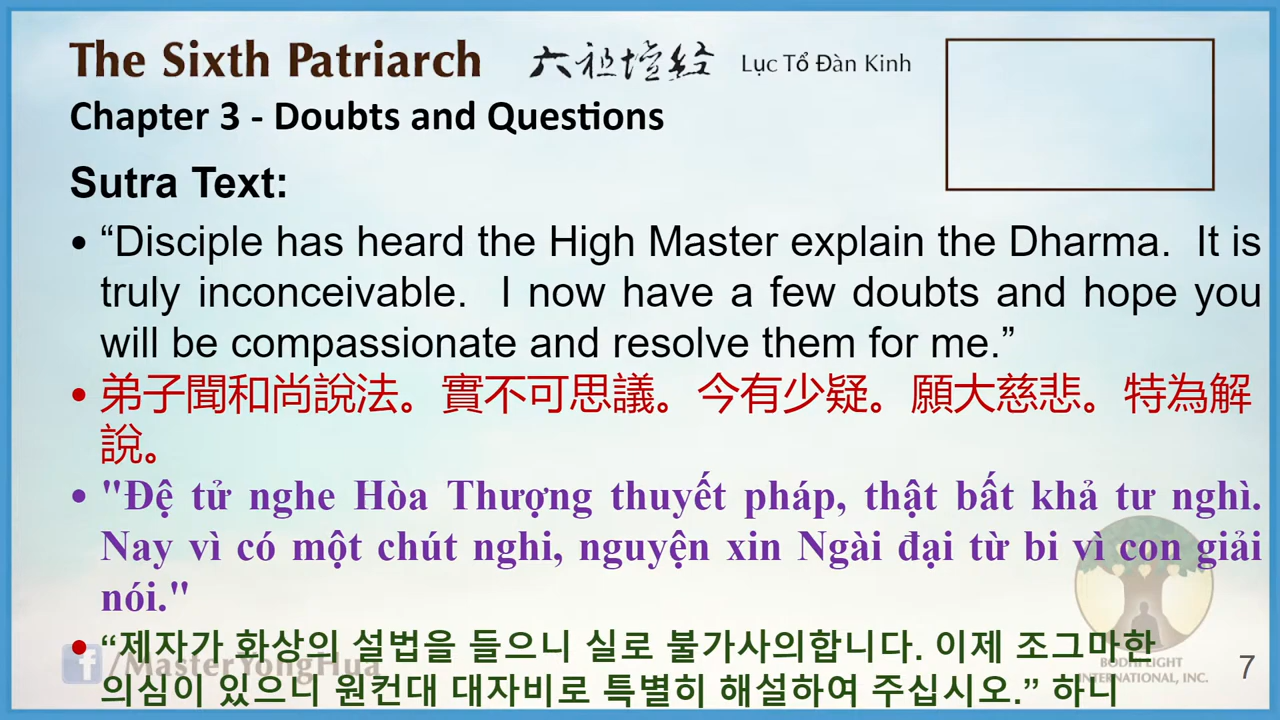 The Sixth Patriarch 六祖壇經 Lục Tổ Đàn Kinh
Chapter 3 - Doubts and Questions
Sutra Text:
• “Disciple has heard the High Master explain the Dharma. It is
truly inconceivable. I now have a few doubts and hope you
will be compassionate and resolve them for me.”
• 弟子聞和尚說法。實不可思議。今有少疑。願大慈悲。特為解
說。
• "Đệ tử nghe Hòa Thượng thuyết pháp, thật bất khả tư nghì.
Nay vì có một chút nghi, nguyện xin Ngài đại từ bi vì con giải
nói."
• “제자가 화상의 설법을 들으니 실로 불가사의합니다. 이제 조그마한
의심이 있으니 원컨대 대자비로 특별히 해설하여 주십시오.” 하니
f/MasterYongHua
BODHI LIGHT
INTERNATIONAL, INC.
7